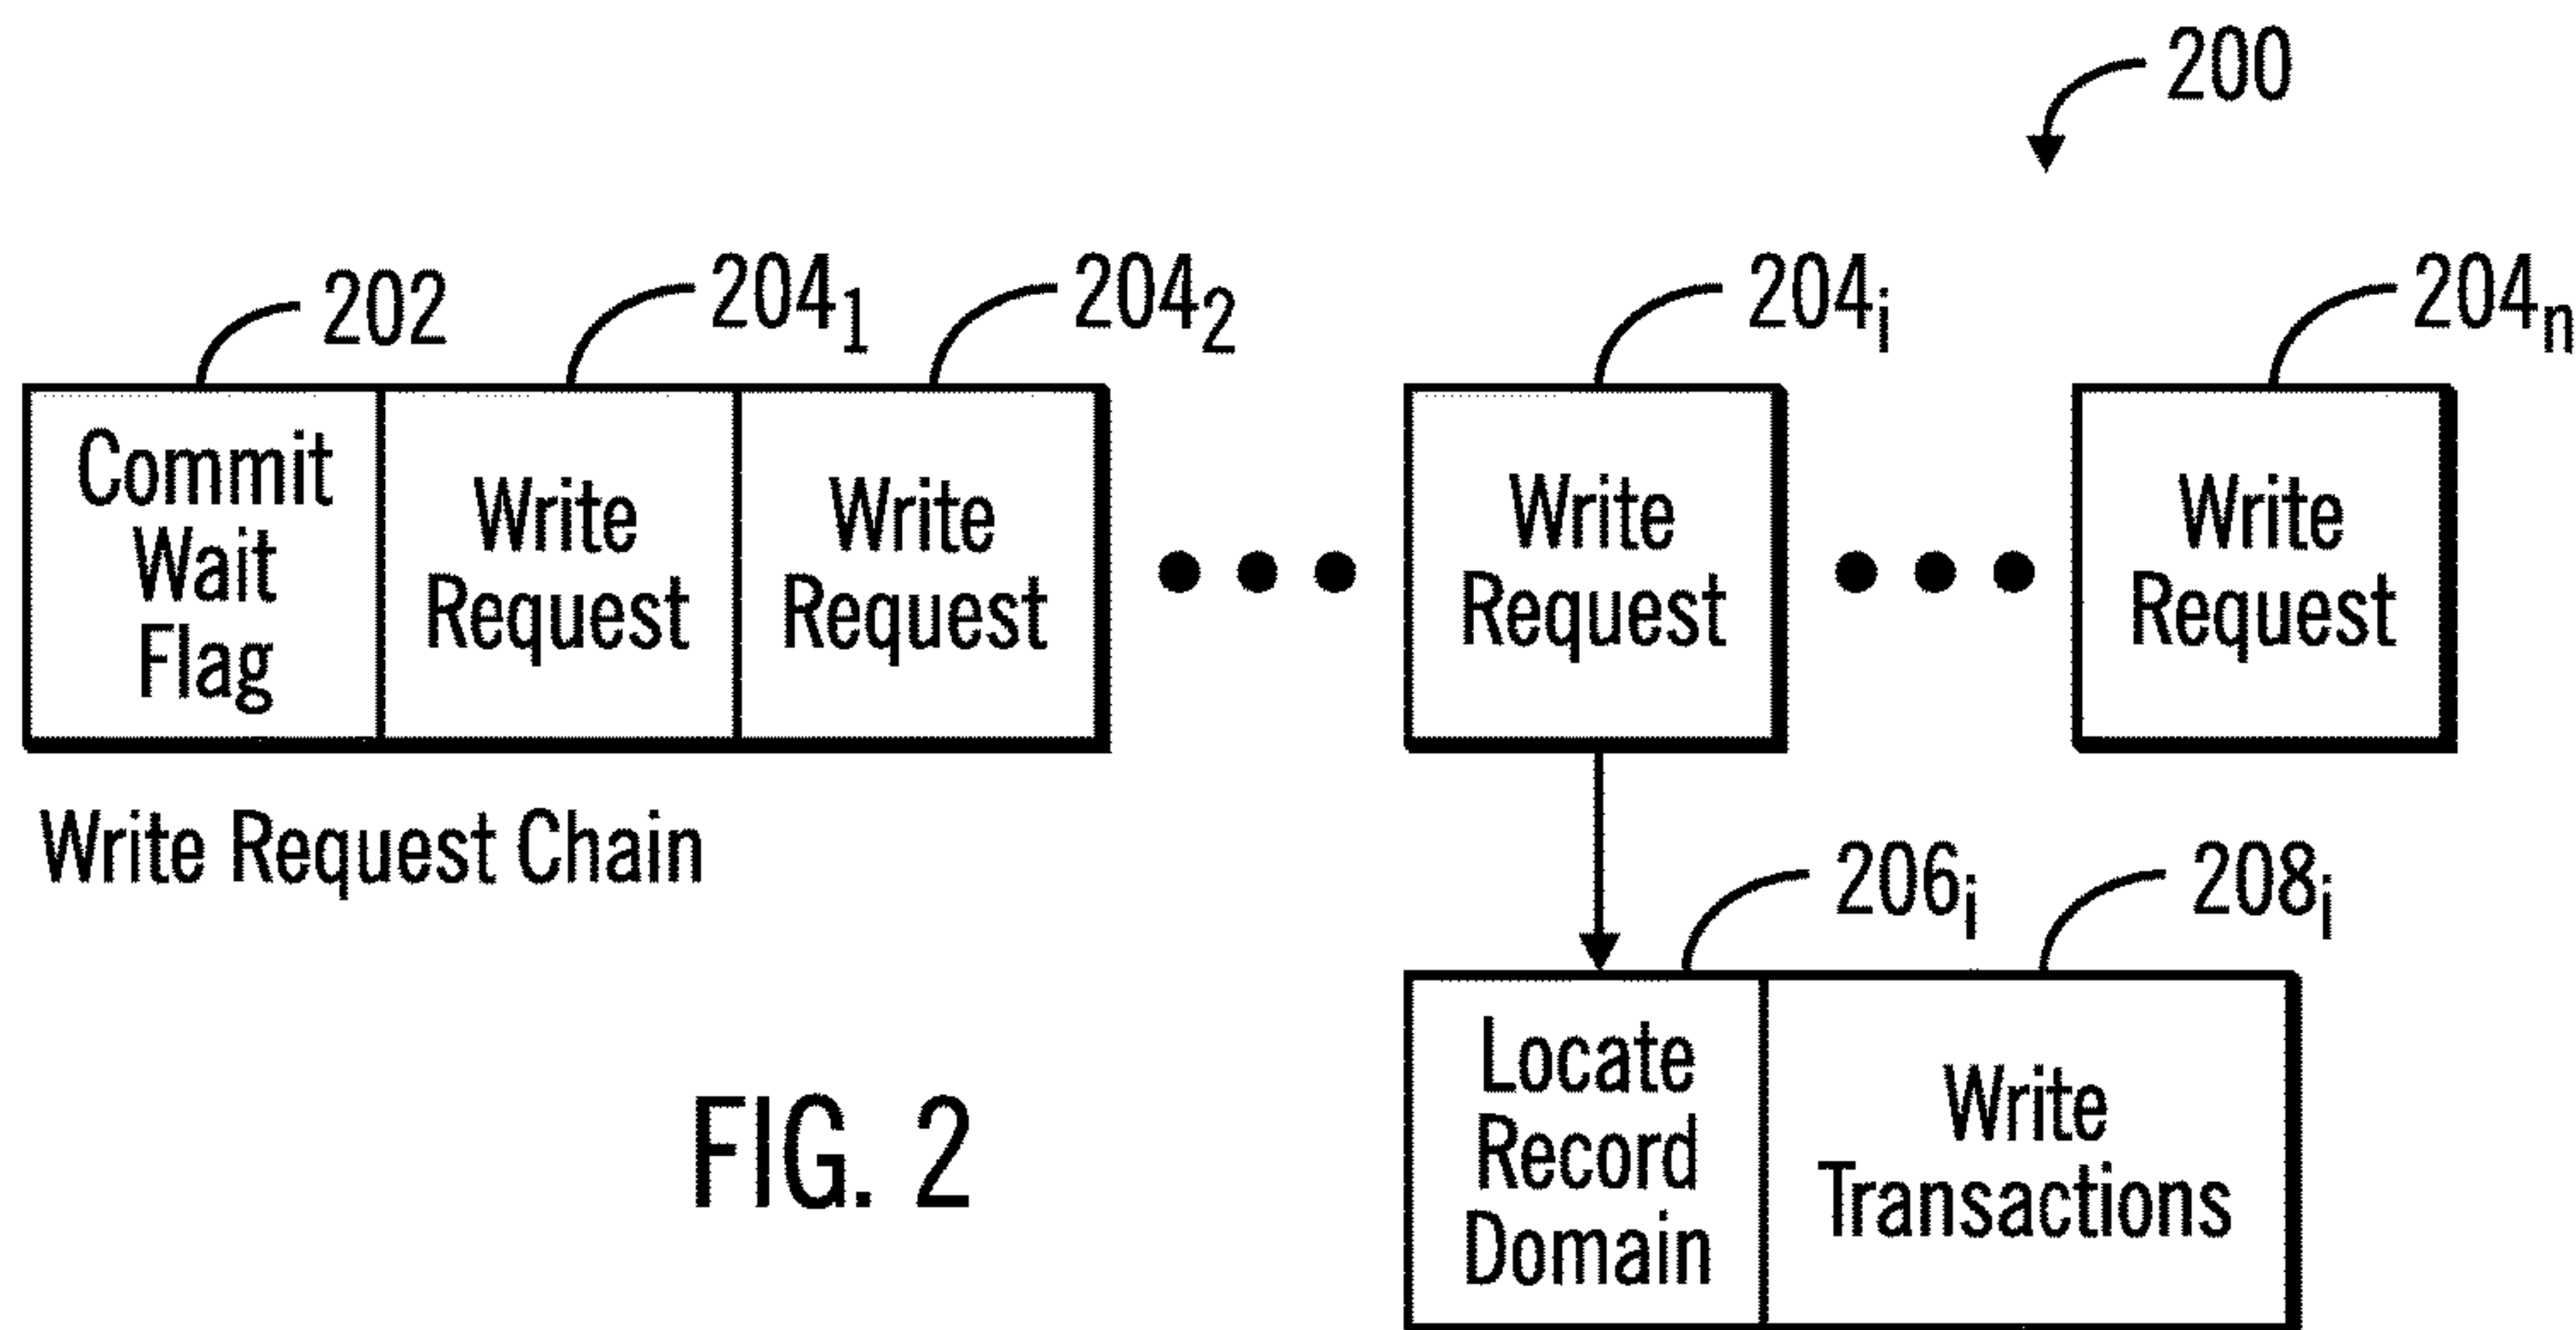 200
202
204₁
204₂
204ᵢ
204ₙ
Commit
Wait
Flag
Write
Request
Write
Request
Write
Request
Write
Request
Write Request Chain
206ᵢ
208ᵢ
Locate
Record
Domain
Write
Transactions
FIG. 2